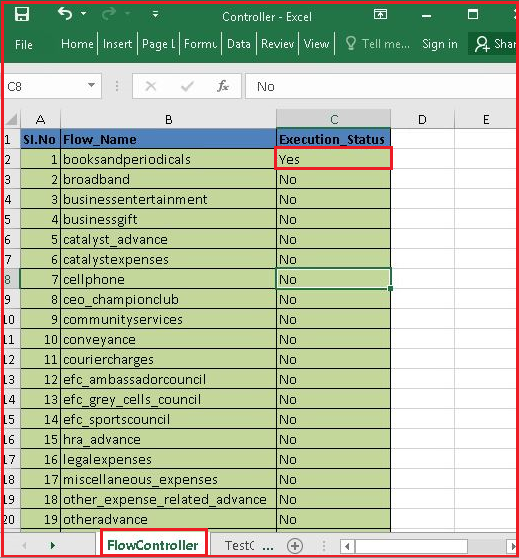 Controller - Excel
File Home Insert Page L Formu Data Review View Tell me... Sign in Shar
C8 fx No
A B C D E
1 Sl.No Flow_Name Execution_Status
2 1 booksandperiodicals Yes
3 2 broadband No
4 3 businessentertainment No
5 4 businessgift No
6 5 catalyst_advance No
7 6 catalystexpenses No
8 7 cellphone No
9 8 ceo_championclub No
10 9 communityservices No
11 10 conveyance No
12 11 couriercharges No
13 12 efc_ambassadorcouncil No
14 13 efc_grey_cells_council No
15 14 efc_sportscouncil No
16 15 hra_advance No
17 16 legalexpenses No
18 17 miscellaneous_expenses No
19 18 other_expense_related_advance No
20 19 otheradvance No
FlowController TestC ...